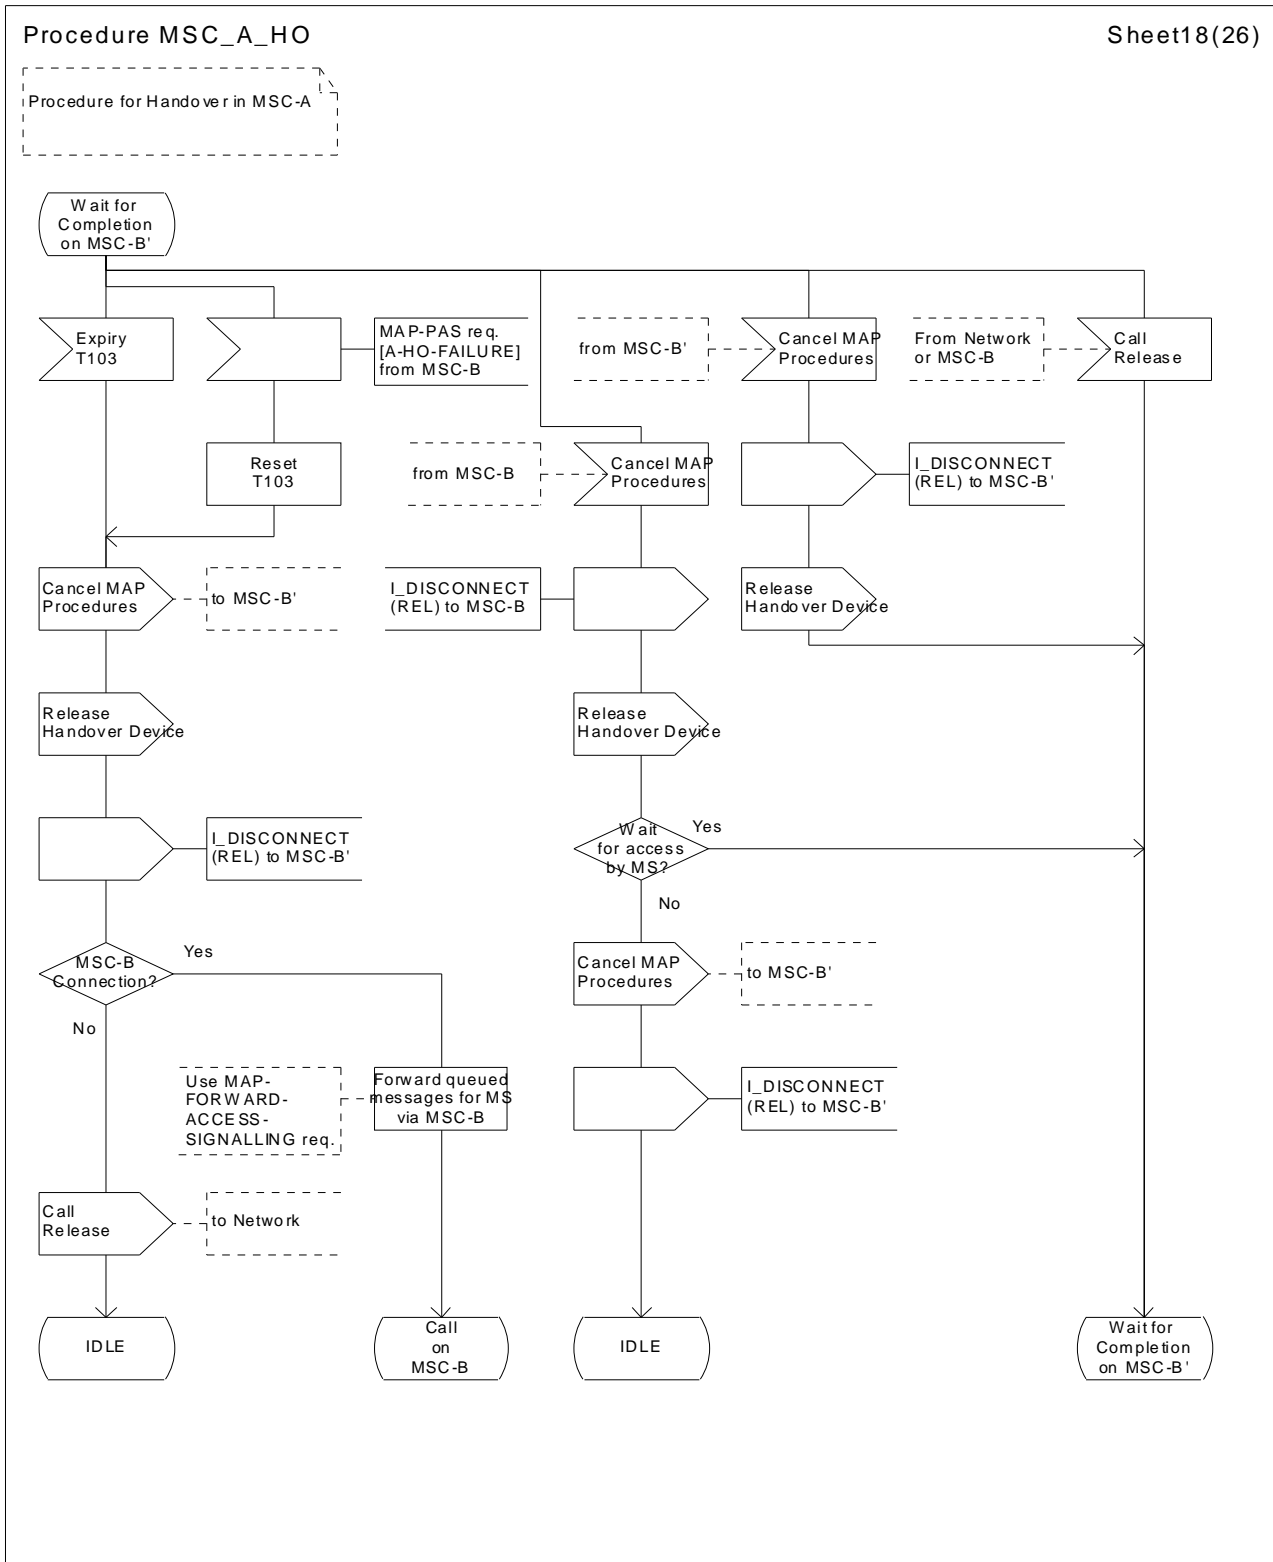 Procedure MSC_A_HO
Sheet18(26)
Procedure for Handover in MSC-A
Wait for
Completion
on MSC-B'
Expiry
T103
MAP-PAS req.
[A-HO-FAILURE]
from MSC-B
from MSC-B'
Cancel MAP
Procedures
From Network
or MSC-B
Call
Release
Reset
T103
from MSC-B
Cancel MAP
Procedures
I_DISCONNECT
(REL) to MSC-B'
Cancel MAP
Procedures
to MSC-B'
I_DISCONNECT
(REL) to MSC-B
Release
Handover Device
Release
Handover Device
Release
Handover Device
I_DISCONNECT
(REL) to MSC-B'
Wait
for access
by MS?
Yes
No
MSC-B
Connection?
Yes
No
Cancel MAP
Procedures
to MSC-B'
Use MAP-
FORWARD-
ACCESS-
SIGNALLING req.
Forward queued
messages for MS
via MSC-B
I_DISCONNECT
(REL) to MSC-B'
Call
Release
to Network
IDLE
Call
on
MSC-B
IDLE
Wait for
Completion
on MSC-B'